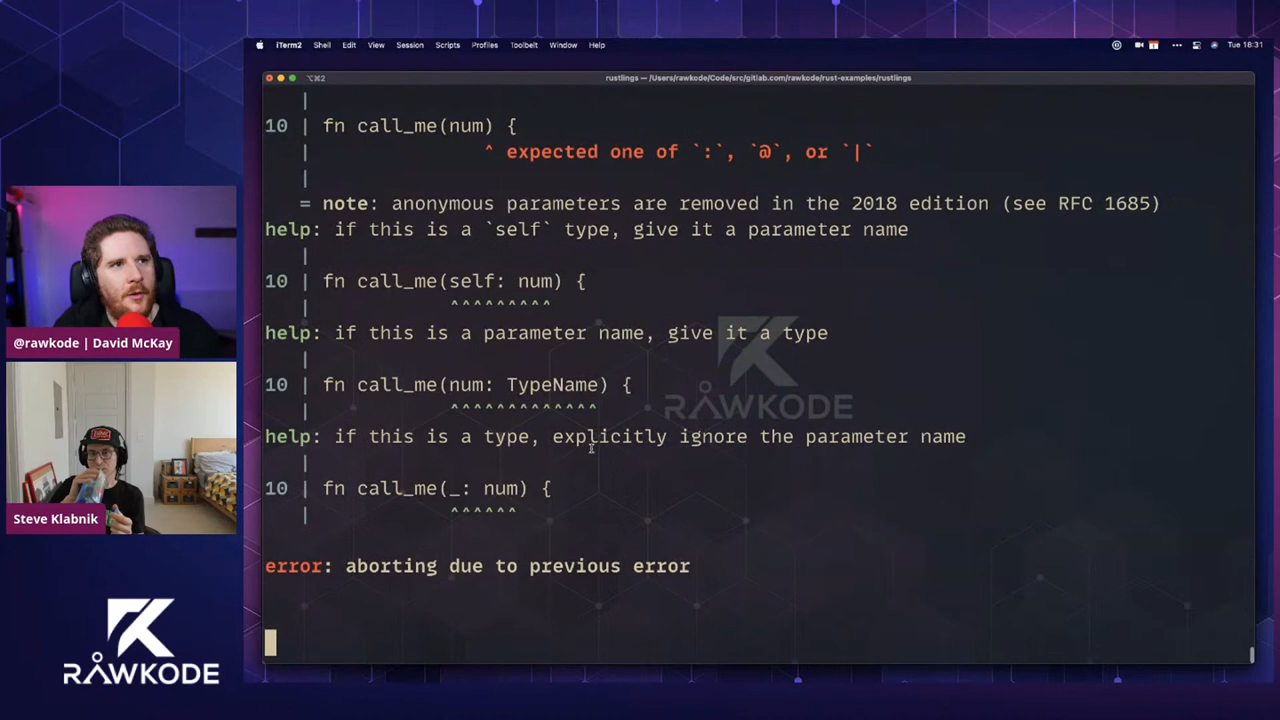 iTerm2 Shell Edit View Session Scripts Profiles Toolbelt Window Help Tue 18:31
⌥⌘2 rustlings — /Users/rawkode/Code/src/gitlab.com/rawkode/rust-examples/rustlings
|
10 | fn call_me(num) {
| ^ expected one of `:`, `@`, or `|`
|
= note: anonymous parameters are removed in the 2018 edition (see RFC 1685)
help: if this is a `self` type, give it a parameter name
|
10 | fn call_me(self: num) {
| ^^^^^^^^^
help: if this is a parameter name, give it a type
|
10 | fn call_me(num: TypeName) {
| ^^^^^^^^^^^^^
help: if this is a type, explicitly ignore the parameter name
|
10 | fn call_me(_: num) {
| ^^^^^^
error: aborting due to previous error
RAWKODE
@rawkode | David McKay
Steve Klabnik
RAWKODE